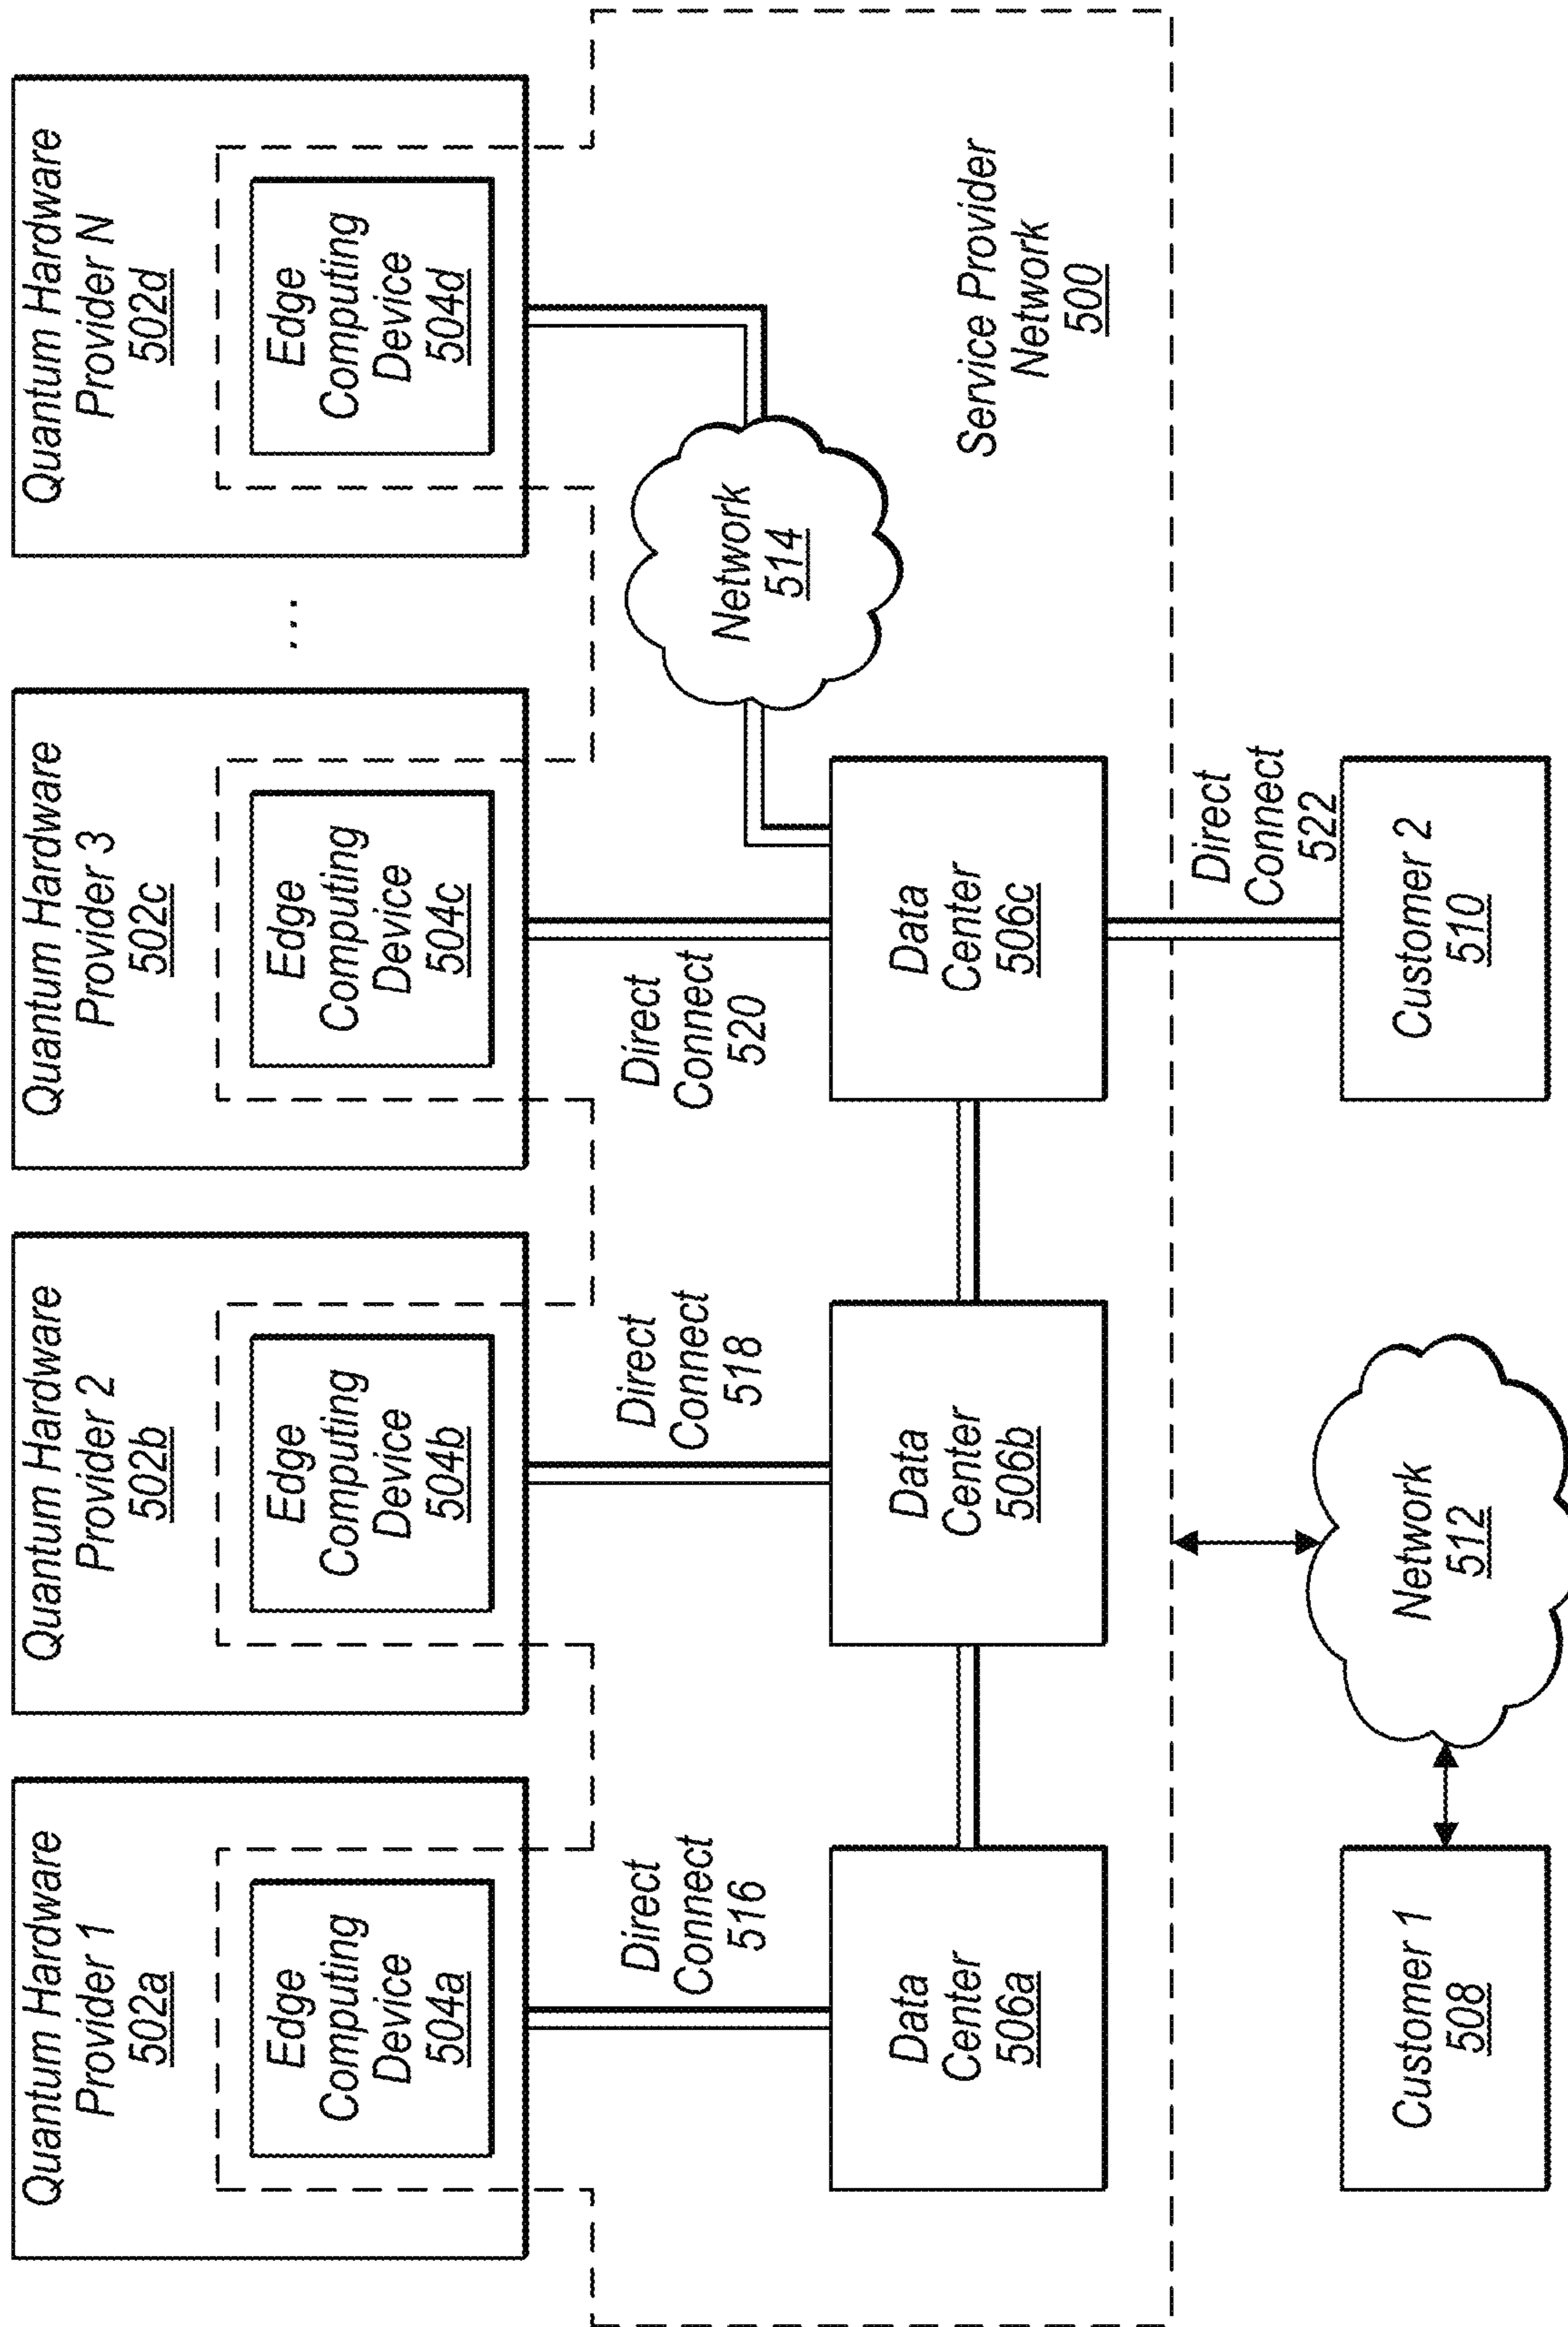 Quantum Hardware
Provider 1
502a
Edge
Computing
Device
504a
Quantum Hardware
Provider 2
502b
Edge
Computing
Device
504b
Quantum Hardware
Provider 3
502c
Edge
Computing
Device
504c
...
Quantum Hardware
Provider N
502d
Edge
Computing
Device
504d
Direct
Connect
516
Direct
Connect
518
Direct
Connect
520
Network
514
Data
Center
506a
Data
Center
506b
Data
Center
506c
Service Provider
Network
500
Direct
Connect
522
Customer 1
508
Network
512
Customer 2
510